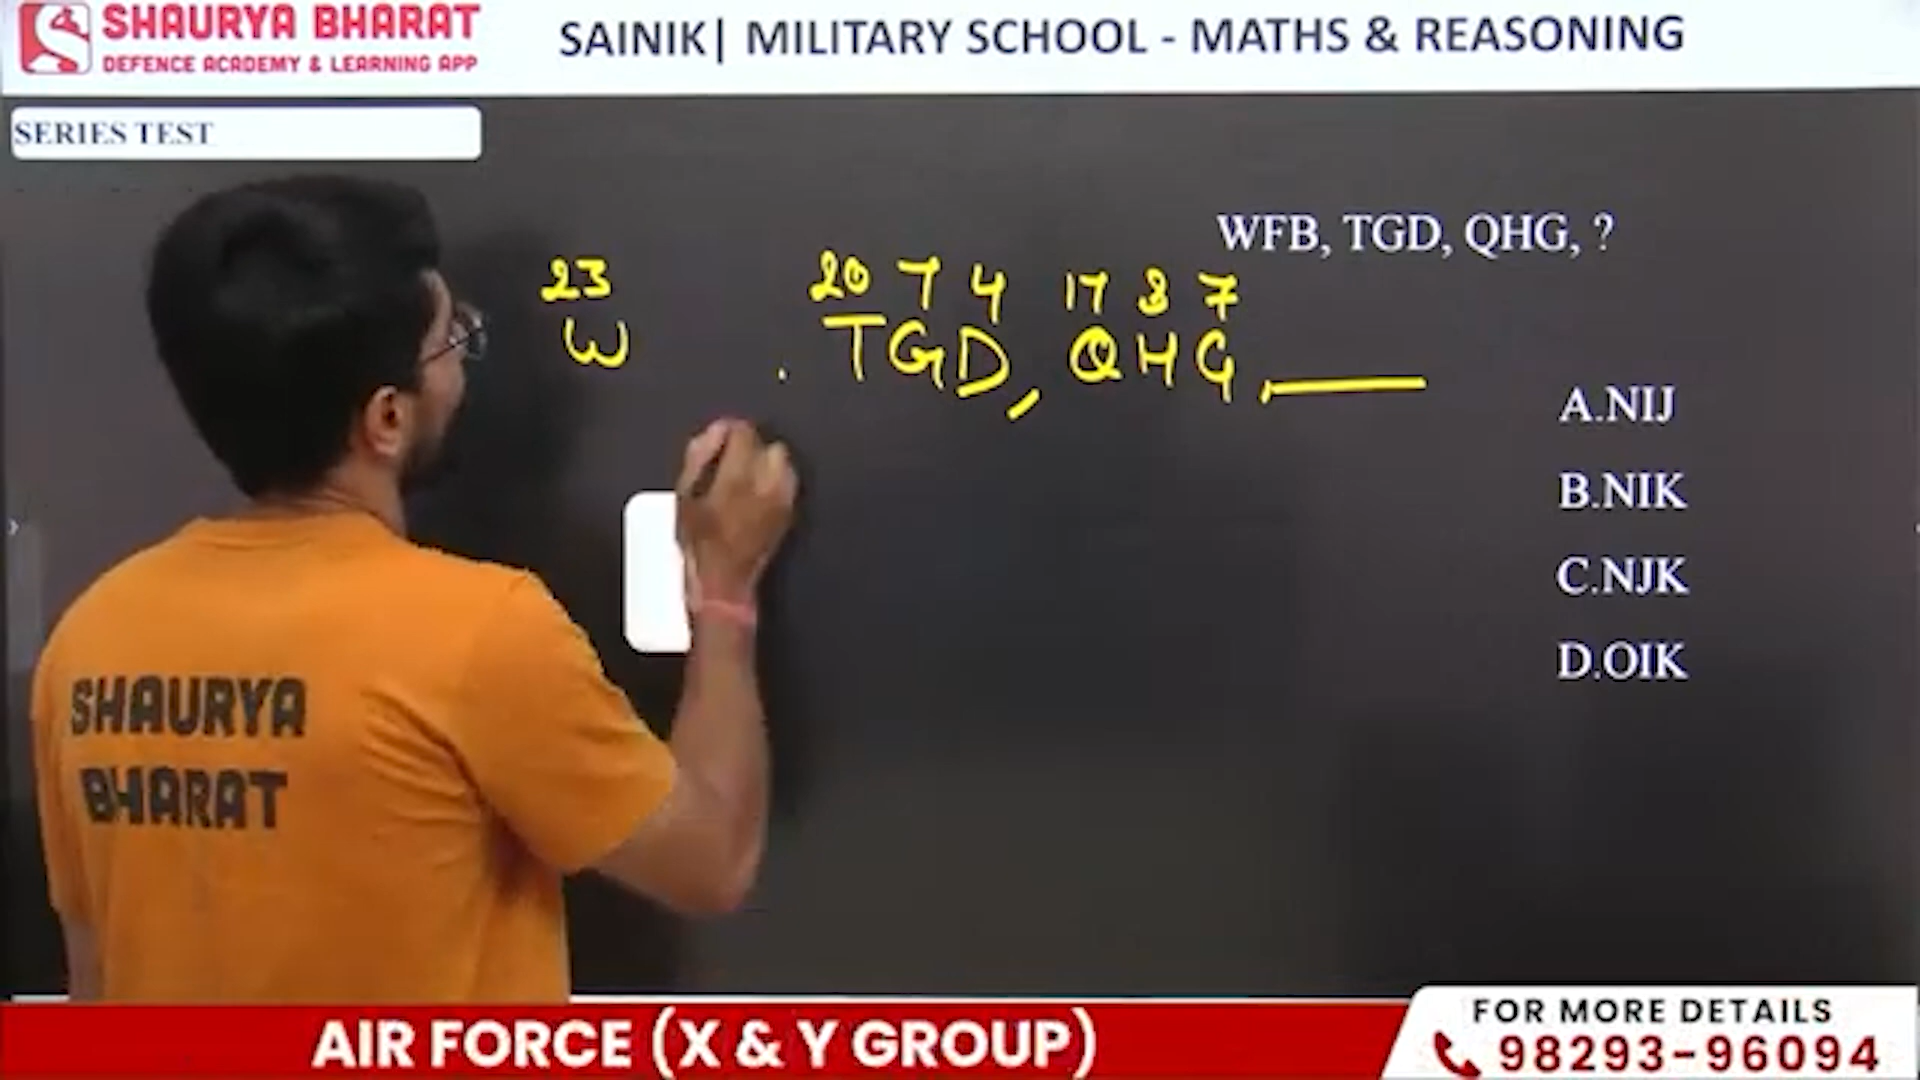 SHAURYA BHARAT
DEFENCE ACADEMY & LEARNING APP
SAINIK| MILITARY SCHOOL - MATHS & REASONING
SERIES TEST
WFB, TGD, QHG, ?
23 20 7 4 17 8 7
W . TGD, QHG, ___
A.NIJ
B.NIK
C.NJK
D.OIK
SHAURYA
BHARAT
AIR FORCE (X & Y GROUP)
FOR MORE DETAILS
98293-96094